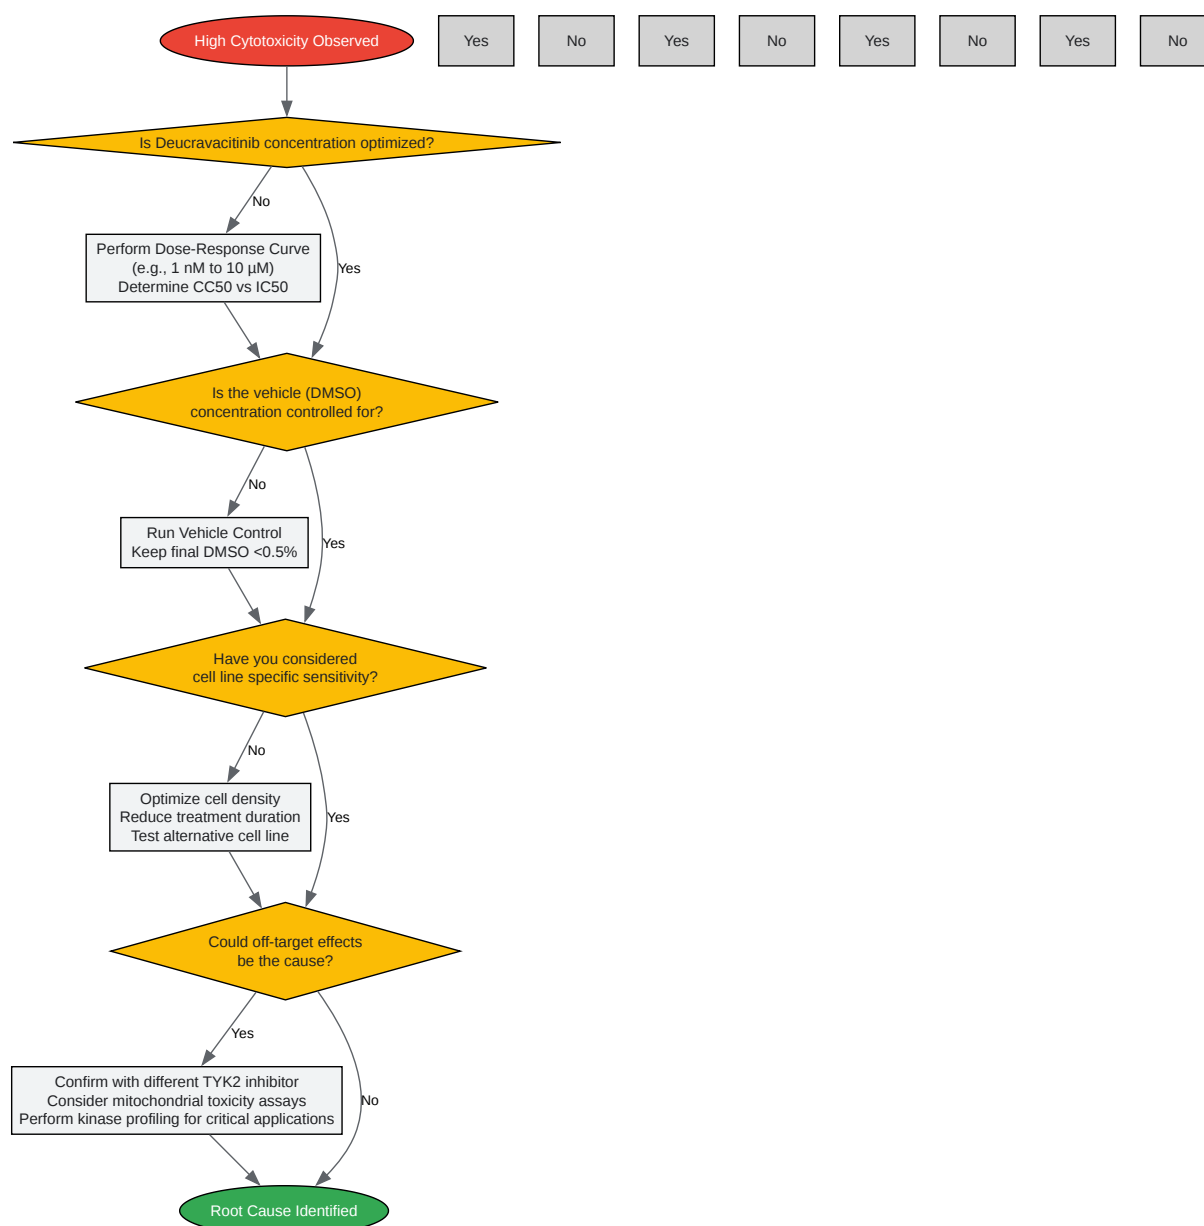 High Cytotoxicity Observed
Yes
No
Yes
No
Yes
No
Yes
No
Is Deucravacitinib concentration optimized?
No
Perform Dose-Response Curve
(e.g., 1 nM to 10 µM)
Determine CC50 vs IC50
Yes
Is the vehicle (DMSO)
concentration controlled for?
No
Run Vehicle Control
Keep final DMSO <0.5%
Yes
Have you considered
cell line specific sensitivity?
No
Optimize cell density
Reduce treatment duration
Test alternative cell line
Yes
Could off-target effects
be the cause?
Yes
Confirm with different TYK2 inhibitor
Consider mitochondrial toxicity assays
Perform kinase profiling for critical applications
No
Root Cause Identified